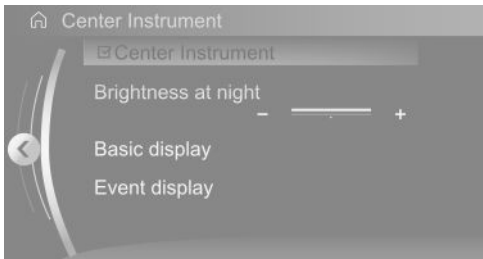 Center Instrument
Center Instrument
Brightness at night
- +
Basic display
Event display